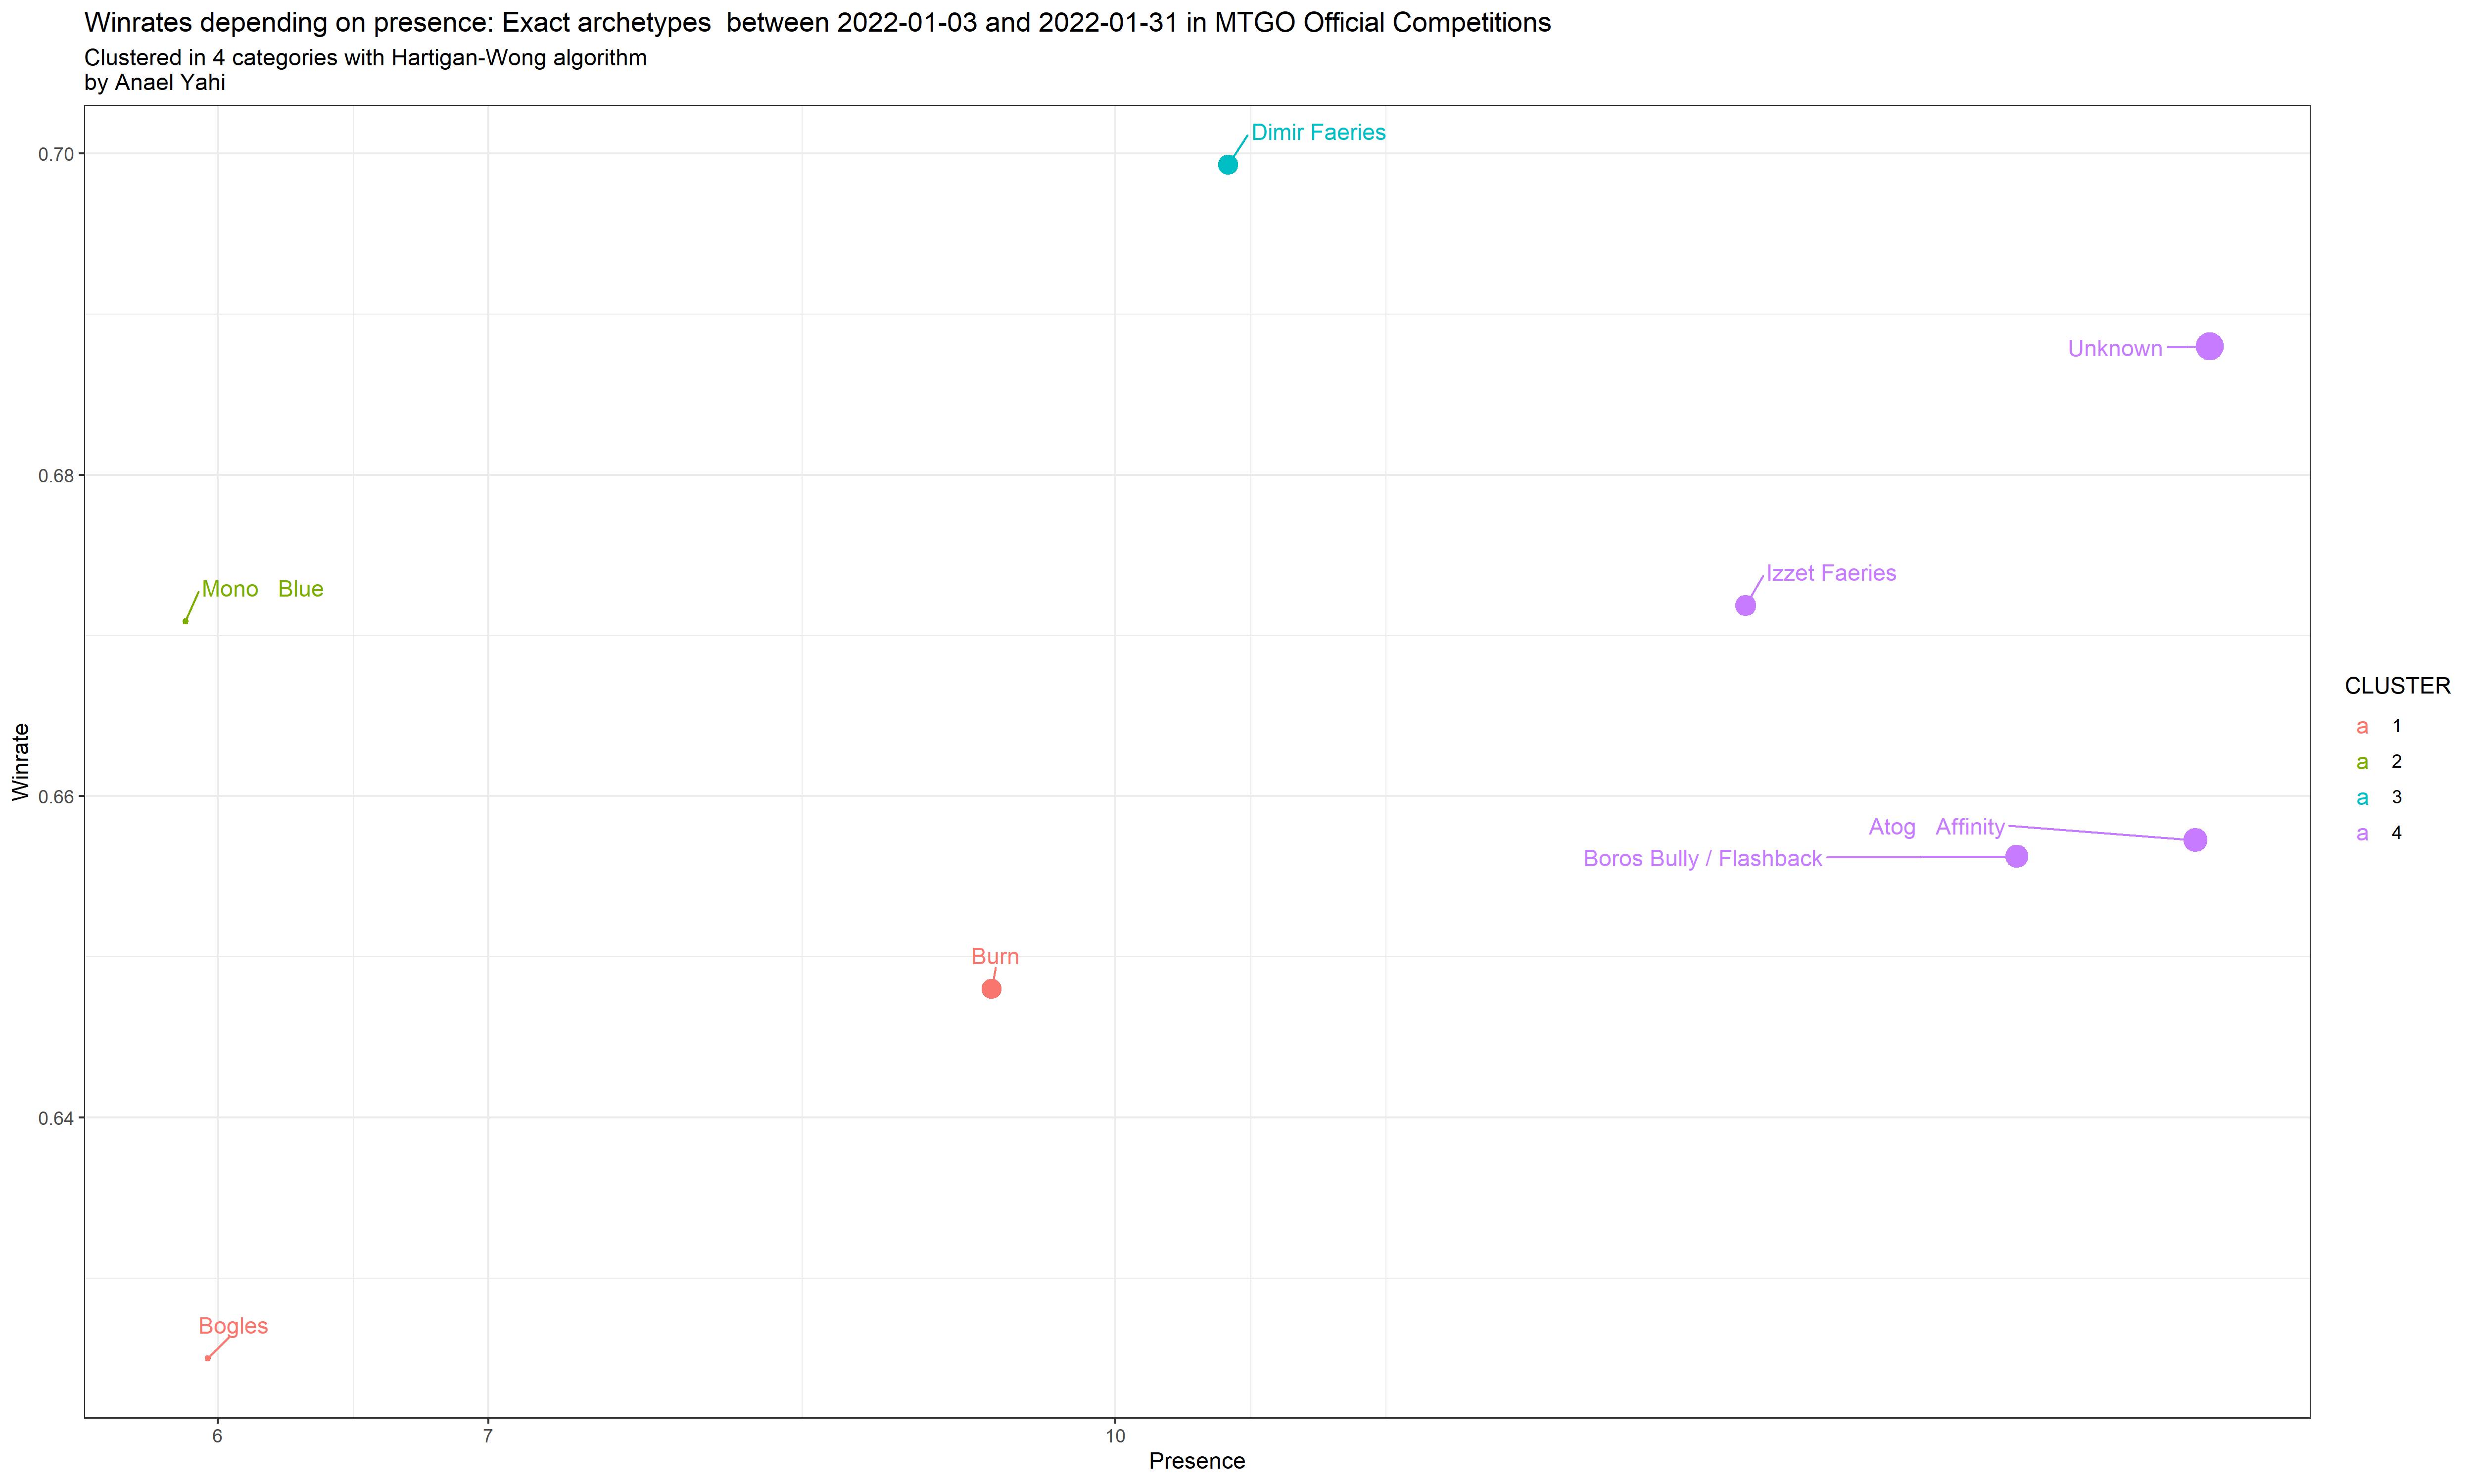 Winrates depending on presence: Exact archetypes  between 2022-01-03 and 2022-01-31 in MTGO Official Competitions
Clustered in 4 categories with Hartigan-Wong algorithm
by Anael Yahi
Dimir Faeries
0.70
Unknown
0.68
Izzet Faeries
Mono   Blue
CLUSTER
a 1
a 2
a 3
a 4
Winrate
0.66
Atog   Affinity
Boros Bully / Flashback
Burn
0.64
Bogles
6 7 10
Presence